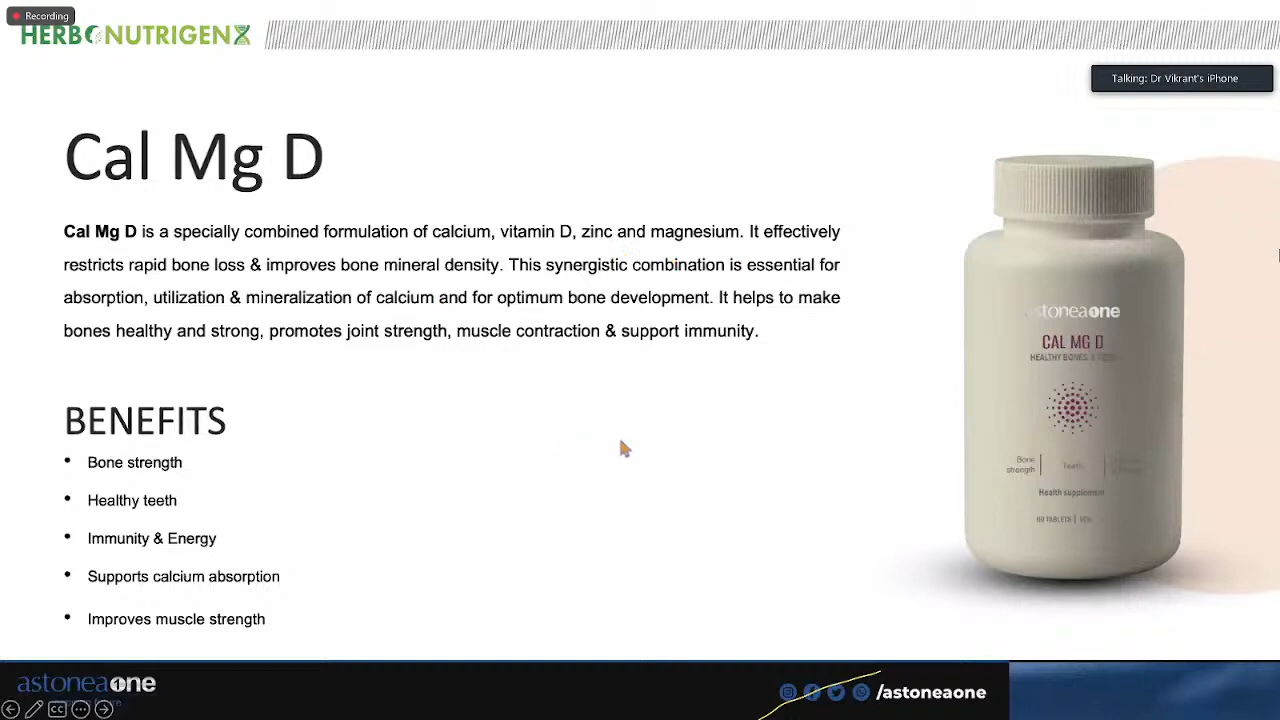 Recording
HERBONUTRIGENX
Talking: Dr Vikrant's iPhone
Cal Mg D
Cal Mg D is a specially combined formulation of calcium, vitamin D, zinc and magnesium. It effectively
restricts rapid bone loss & improves bone mineral density. This synergistic combination is essential for
absorption, utilization & mineralization of calcium and for optimum bone development. It helps to make
bones healthy and strong, promotes joint strength, muscle contraction & support immunity.
BENEFITS
• Bone strength
• Healthy teeth
• Immunity & Energy
• Supports calcium absorption
• Improves muscle strength
astoneaone
CAL MG D
HEALTHY BONES
Bone
strength
Teeth
Health supplement
60 TABLETS
astoneaone
CC
/astoneaone